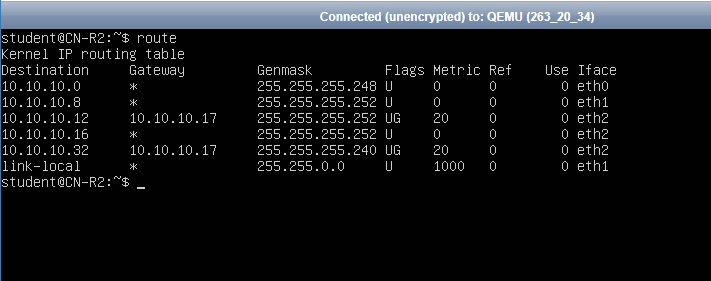 Connected (unencrypted) to: QEMU (263_20_34)
student@CN-R2:~$ route
Kernel IP routing table
Destination     Gateway         Genmask         Flags Metric Ref    Use Iface
10.10.10.0      *               255.255.255.248 U     0      0        0 eth0
10.10.10.8      *               255.255.255.252 U     0      0        0 eth1
10.10.10.12     10.10.10.17     255.255.255.252 UG    20     0        0 eth2
10.10.10.16     *               255.255.255.252 U     0      0        0 eth2
10.10.10.32     10.10.10.17     255.255.255.240 UG    20     0        0 eth2
link-local      *               255.255.0.0     U     1000   0        0 eth1
student@CN-R2:~$ _